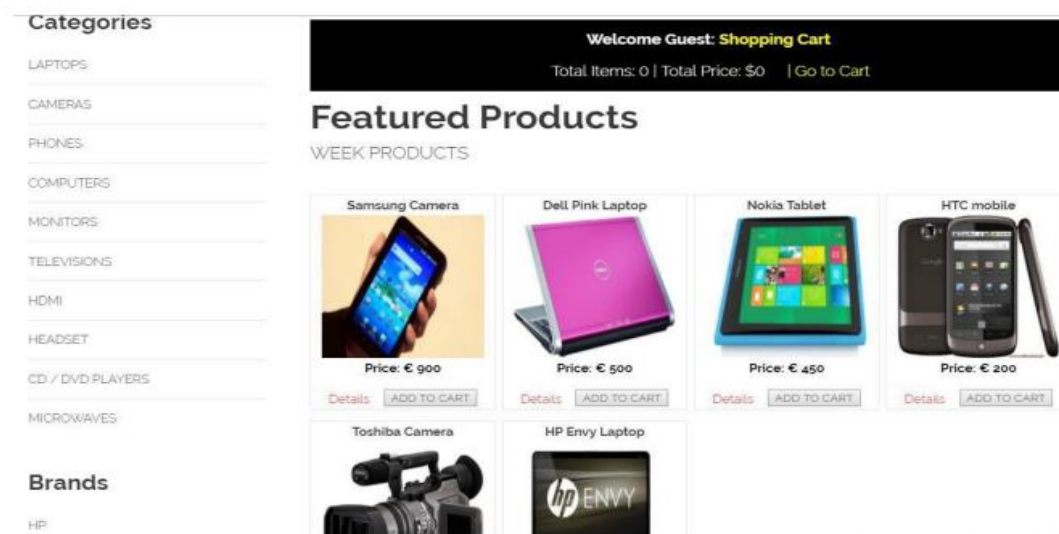 Categories
LAPTOPS
CAMERAS
PHONES
COMPUTERS
MONITORS
TELEVISIONS
HDMI
HEADSET
CD / DVD PLAYERS
MICROWAVES
Brands
HP
Welcome Guest: Shopping Cart
Total Items: 0 | Total Price: $0 | Go to Cart
Featured Products
WEEK PRODUCTS
Samsung Camera
Price: € 900
Details ADD TO CART
Dell Pink Laptop
Price: € 500
Details ADD TO CART
Nokia Tablet
Price: € 450
Details ADD TO CART
HTC mobile
Google
Price: € 200
Details ADD TO CART
Toshiba Camera
HP Envy Laptop
hp ENVY